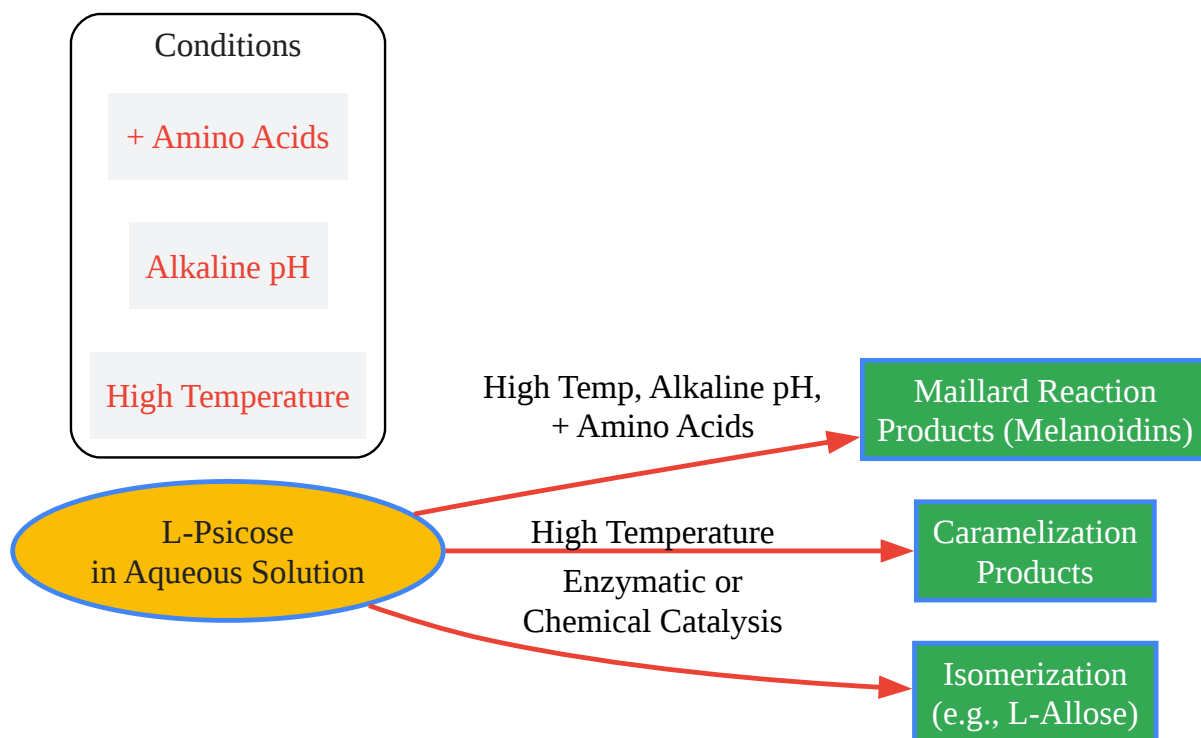 Conditions
+ Amino Acids
Alkaline pH
High Temperature
High Temp, Alkaline pH,
+ Amino Acids
Maillard Reaction
Products (Melanoidins)
L-Psicose
in Aqueous Solution
High Temperature
Caramelization
Products
Enzymatic or
Chemical Catalysis
Isomerization
(e.g., L-Allose)